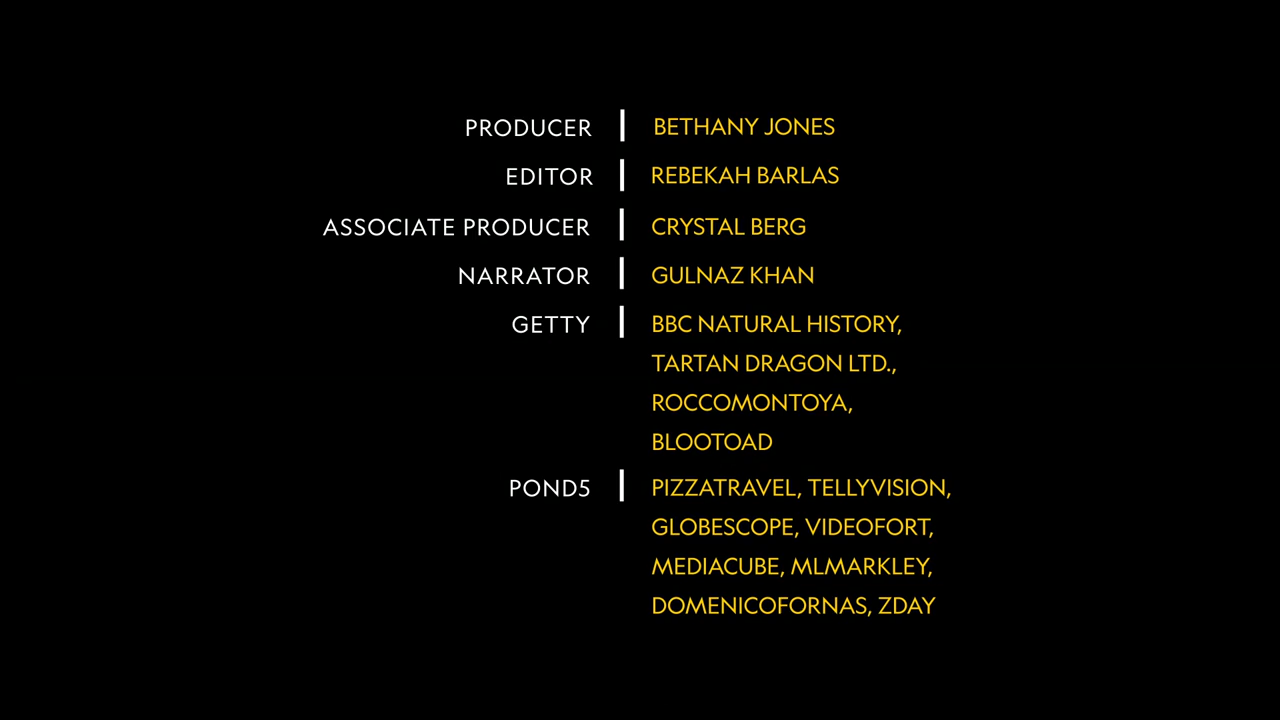 PRODUCER | BETHANY JONES
EDITOR | REBEKAH BARLAS
ASSOCIATE PRODUCER | CRYSTAL BERG
NARRATOR | GULNAZ KHAN
GETTY | BBC NATURAL HISTORY,
TARTAN DRAGON LTD.,
ROCCOMONTOYA,
BLOOTOAD
POND5 | PIZZATRAVEL, TELLYVISION,
GLOBESCOPE, VIDEOFORT,
MEDIACUBE, MLMARKLEY,
DOMENICOFORNAS, ZDAY